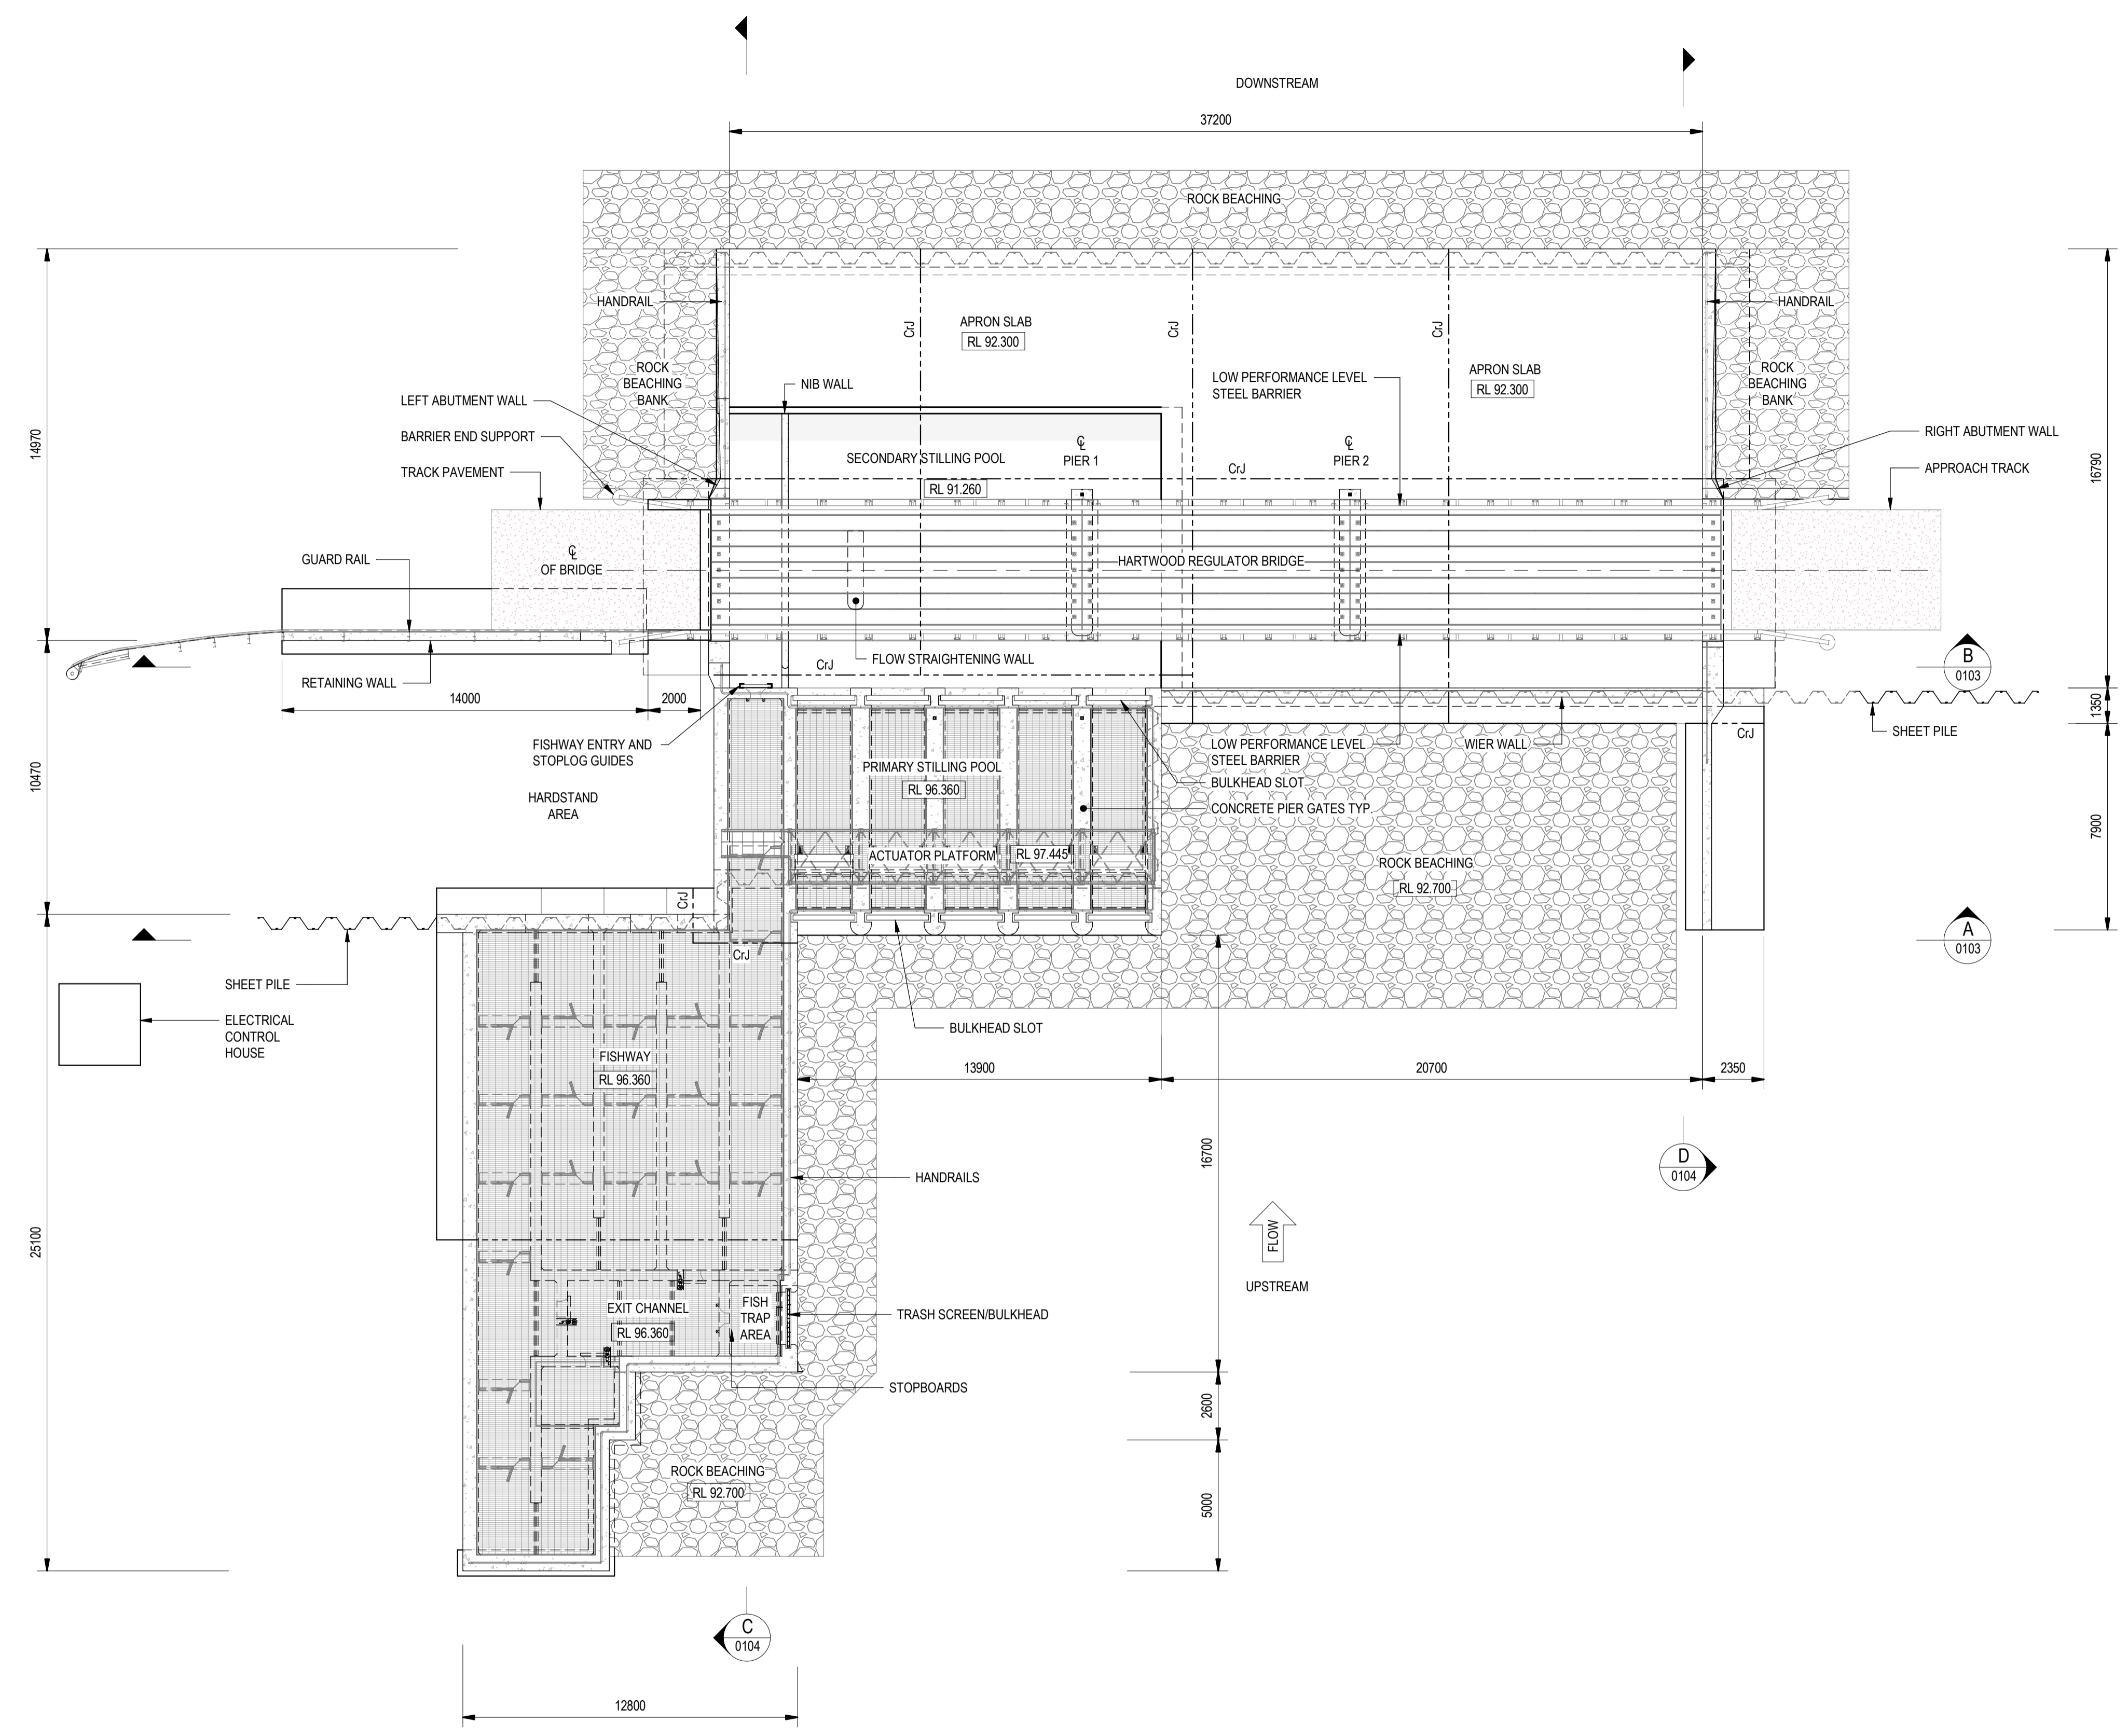 DOWNSTREAM
37200
ROCK BEACHING
HANDRAIL
HANDRAIL
APRON SLAB
RL 92.300
CrJ
CrJ
CrJ
ROCK
BEACHING
BANK
NIB WALL
LOW PERFORMANCE LEVEL
STEEL BARRIER
APRON SLAB
RL 92.300
ROCK
BEACHING
BANK
LEFT ABUTMENT WALL
BARRIER END SUPPORT
TRACK PAVEMENT
14970
SECONDARY STILLING POOL
RL 91.260
℄
PIER 1
℄
PIER 2
CrJ
RIGHT ABUTMENT WALL
APPROACH TRACK
16790
GUARD RAIL
℄
OF BRIDGE
HARTWOOD REGULATOR BRIDGE
RETAINING WALL
CrJ
FLOW STRAIGHTENING WALL
B
0103
14000
2000
1350
FISHWAY ENTRY AND
STOPLOG GUIDES
HARDSTAND
AREA
PRIMARY STILLING POOL
RL 96.360
LOW PERFORMANCE LEVEL
STEEL BARRIER
BULKHEAD SLOT
CONCRETE PIER GATES TYP.
WIER WALL
CrJ
SHEET PILE
10470
7900
ACTUATOR PLATFORM
RL 97.445
ROCK BEACHING
RL 92.700
CrJ
CrJ
A
0103
SHEET PILE
ELECTRICAL
CONTROL
HOUSE
BULKHEAD SLOT
FISHWAY
RL 96.360
13900
20700
2350
16700
D
0104
HANDRAILS
25100
FLOW
UPSTREAM
EXIT CHANNEL
RL 96.360
FISH
TRAP
AREA
TRASH SCREEN/BULKHEAD
STOPBOARDS
2600
ROCK BEACHING
RL 92.700
5000
C
0104
12800